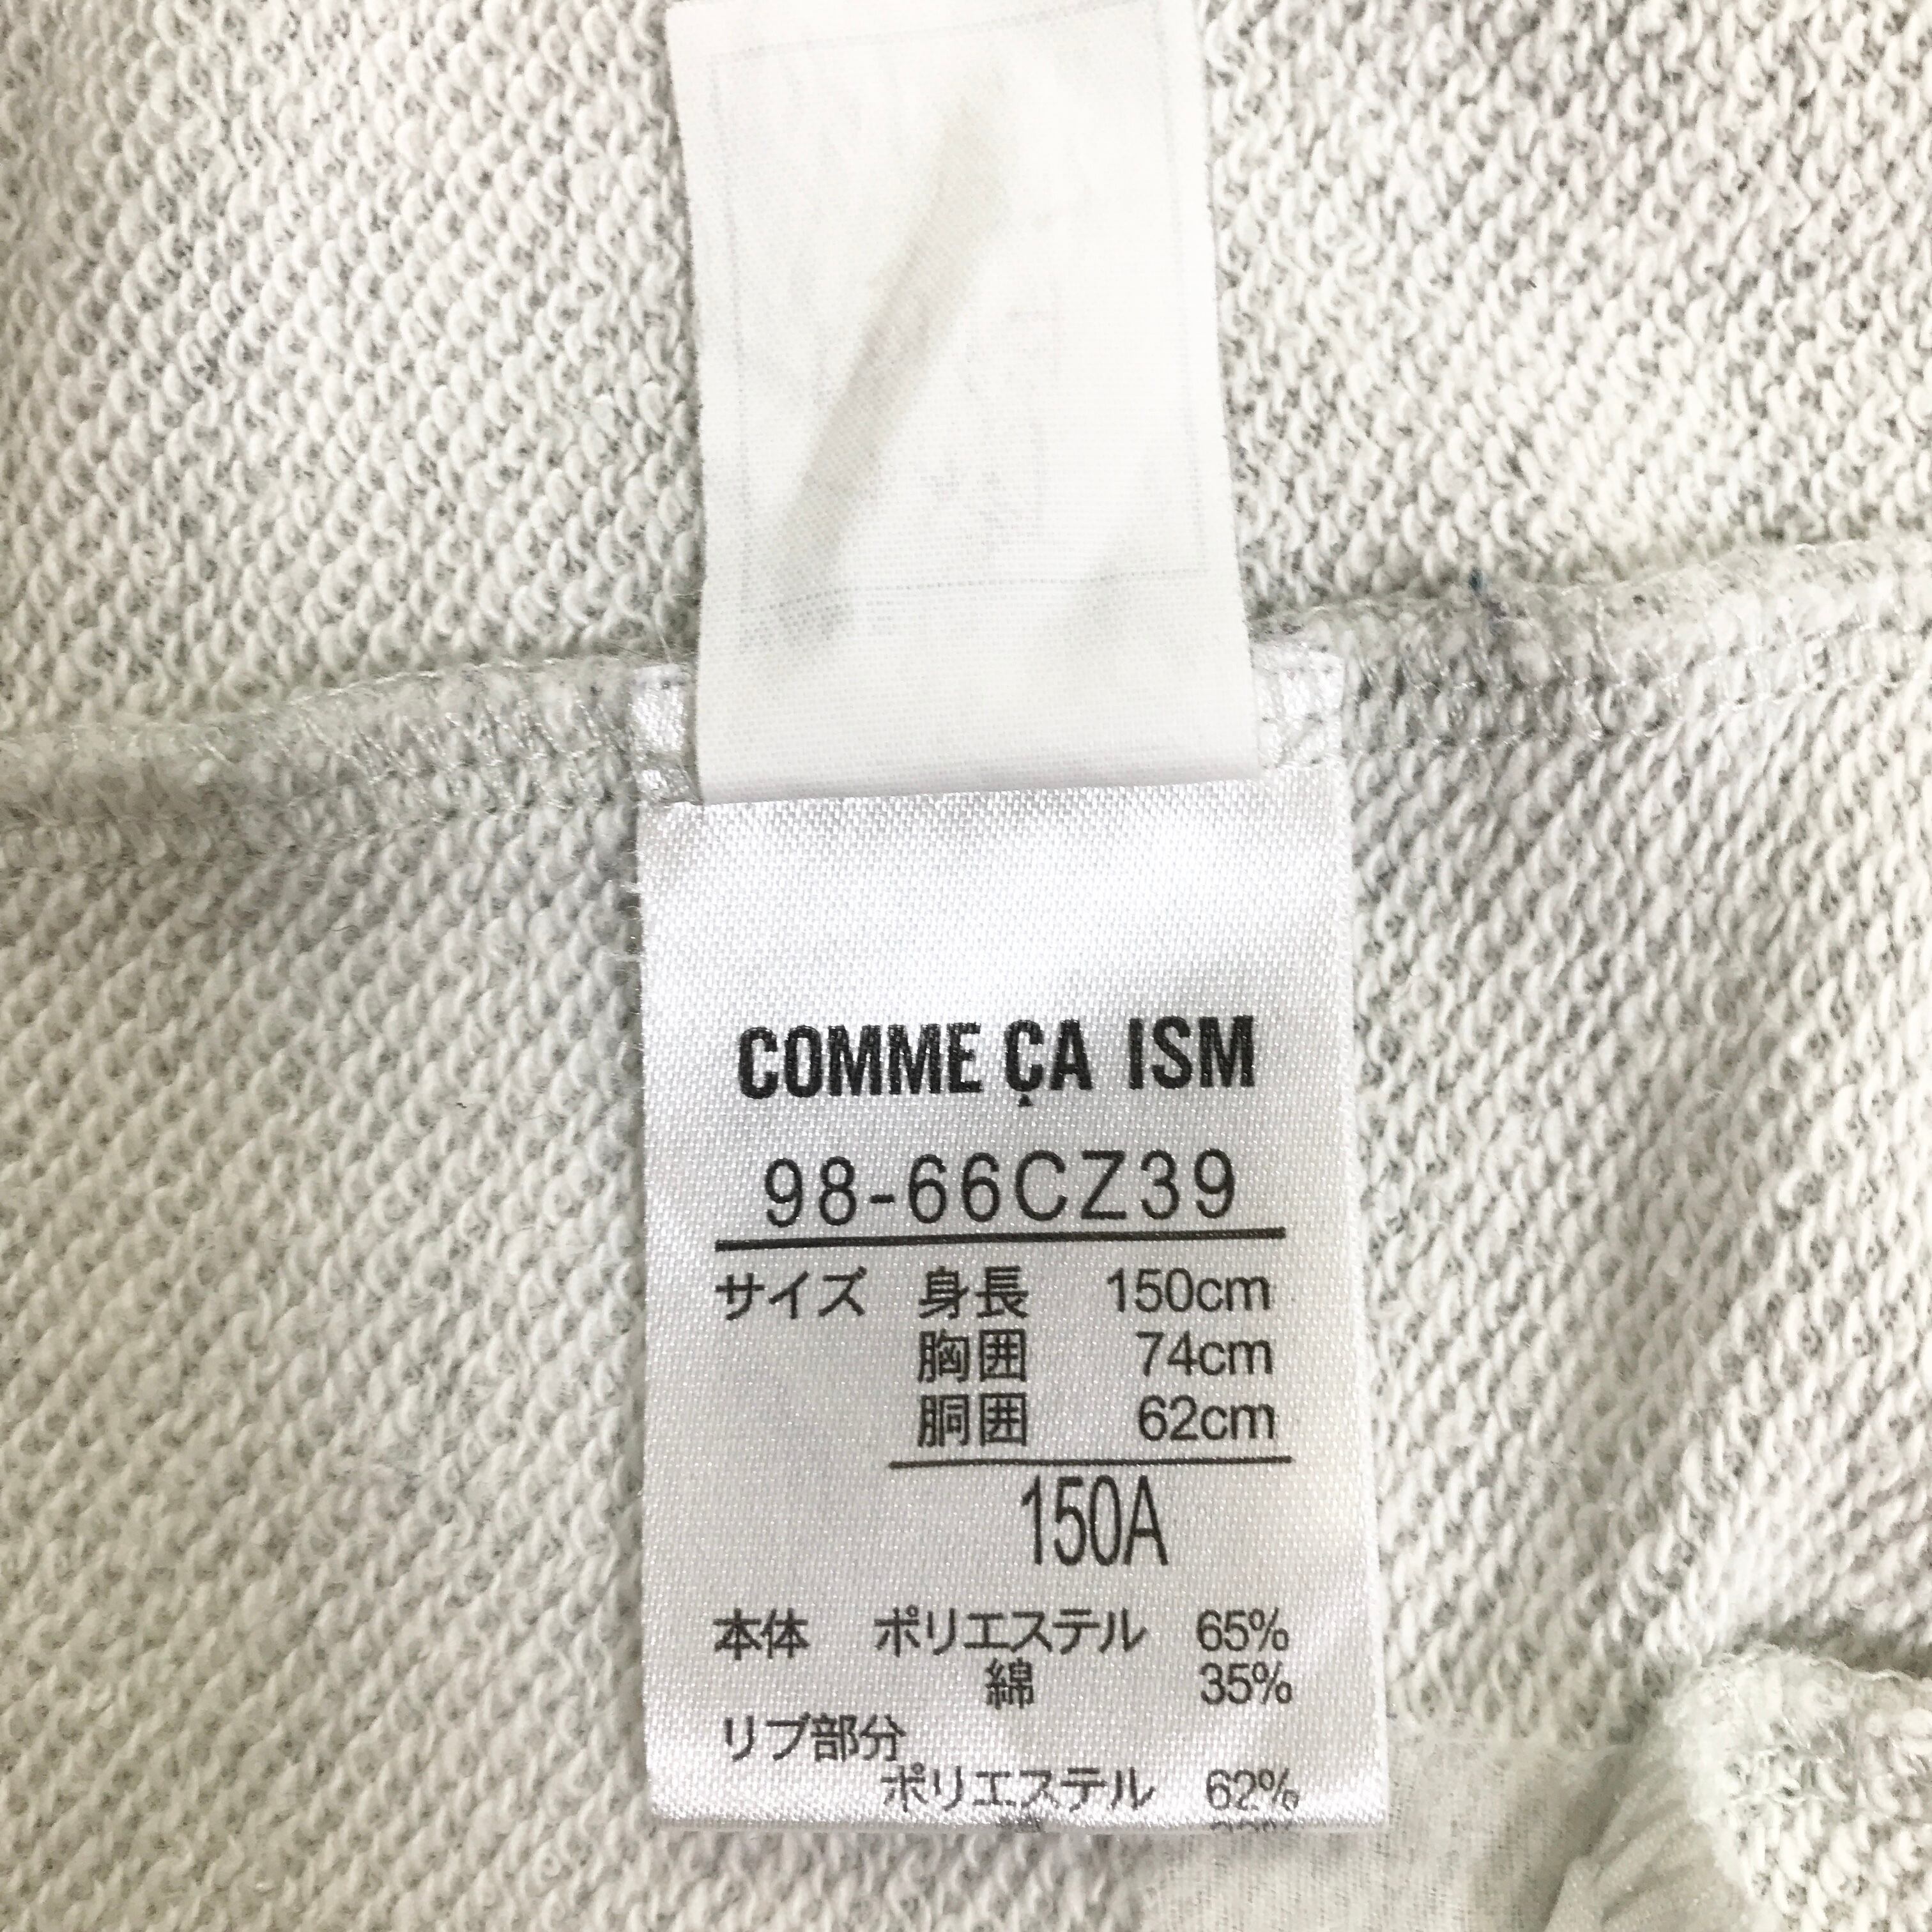 COMME ÇA ISM
98-66CZ39
サイズ 身長 150cm
胸囲 74cm
胴囲 62cm
150A
本体 ポリエステル 65%
綿 35%
リブ部分
ポリエステル 62%